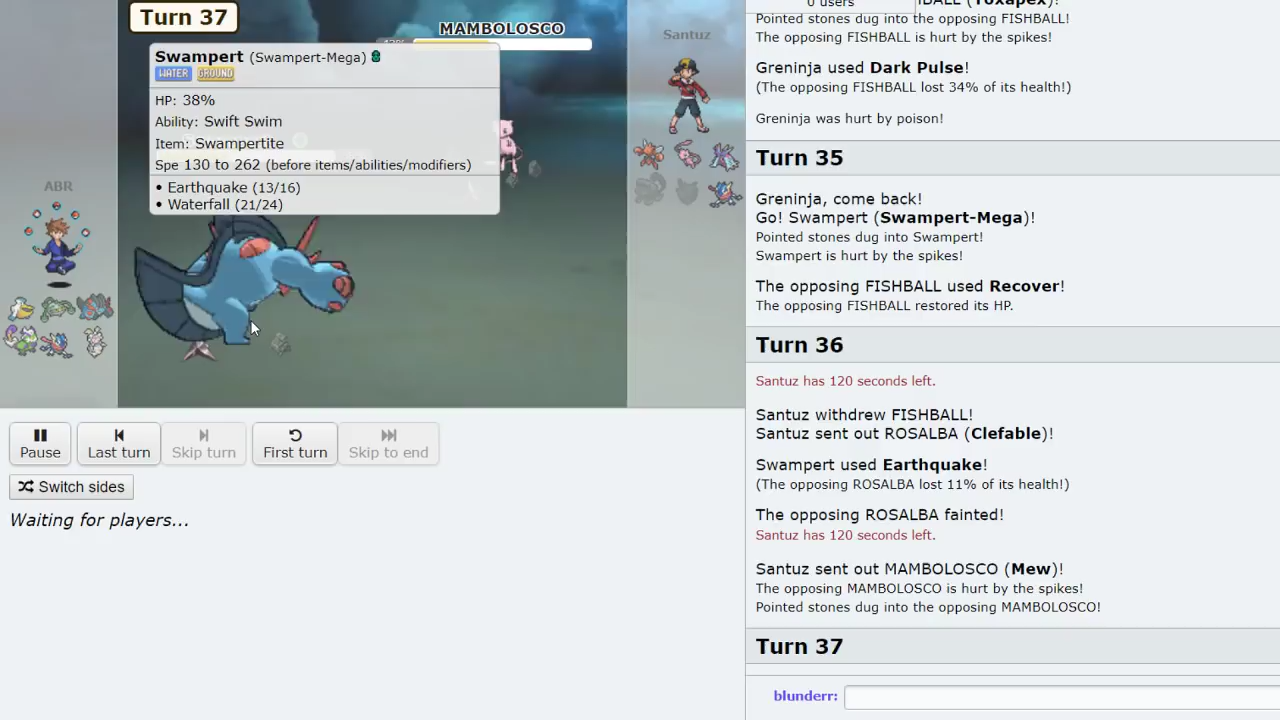 Turn 37
MAMBOLOSCO
Swampert (Swampert-Mega)
WATER GROUND
HP: 38%
Ability: Swift Swim
Item: Swampertite
Spe 130 to 262 (before items/abilities/modifiers)
• Earthquake (13/16)
• Waterfall (21/24)
ABR
Santuz
Pause
Last turn
Skip turn
First turn
Skip to end
Switch sides
Waiting for players...
0 users
Pointed stones dug into the opposing FISHBALL!
The opposing FISHBALL is hurt by the spikes!
Greninja used Dark Pulse!
(The opposing FISHBALL lost 34% of its health!)
Greninja was hurt by poison!
Turn 35
Greninja, come back!
Go! Swampert (Swampert-Mega)!
Pointed stones dug into Swampert!
Swampert is hurt by the spikes!
The opposing FISHBALL used Recover!
The opposing FISHBALL restored its HP.
Turn 36
Santuz has 120 seconds left.
Santuz withdrew FISHBALL!
Santuz sent out ROSALBA (Clefable)!
Swampert used Earthquake!
(The opposing ROSALBA lost 11% of its health!)
The opposing ROSALBA fainted!
Santuz has 120 seconds left.
Santuz sent out MAMBOLOSCO (Mew)!
The opposing MAMBOLOSCO is hurt by the spikes!
Pointed stones dug into the opposing MAMBOLOSCO!
Turn 37
blunderr: